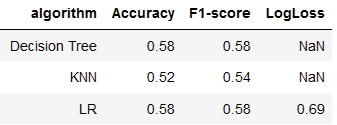 algorithm Accuracy F1-score LogLoss
Decision Tree 0.58 0.58 NaN
KNN 0.52 0.54 NaN
LR 0.58 0.58 0.69